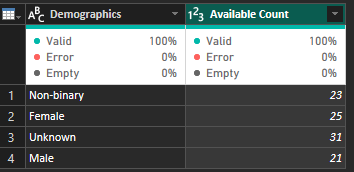 ABC Demographics 123 Available Count
Valid 100% Valid 100%
Error 0% Error 0%
Empty 0% Empty 0%
1 Non-binary 23
2 Female 25
3 Unknown 31
4 Male 21